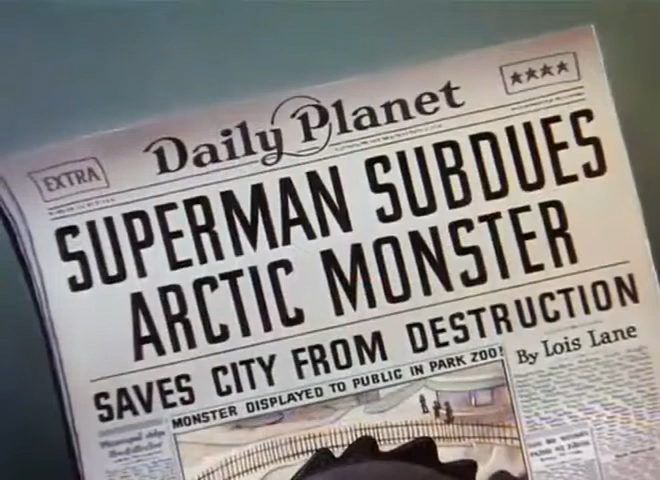 Daily Planet
EXTRA
★★★★
SUPERMAN SUBDUES
ARCTIC MONSTER
SAVES CITY FROM DESTRUCTION
By Lois Lane
MONSTER DISPLAYED TO PUBLIC IN PARK ZOO!